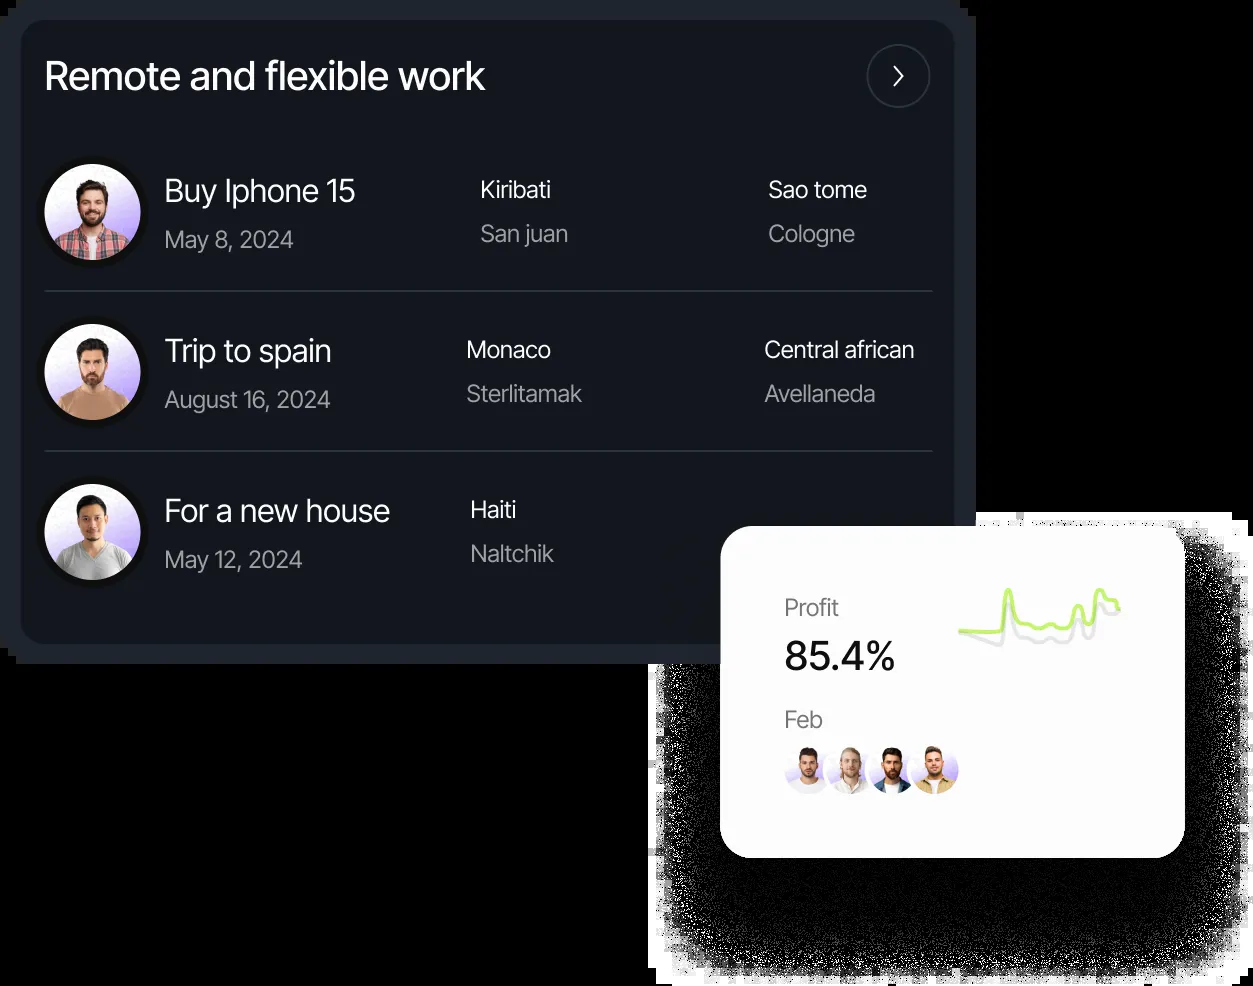 Remote and flexible work
Buy Iphone 15
May 8, 2024
Kiribati
San juan
Sao tome
Cologne
Trip to spain
August 16, 2024
Monaco
Sterlitamak
Central african
Avellaneda
For a new house
May 12, 2024
Haiti
Naltchik
Profit
85.4%
Feb